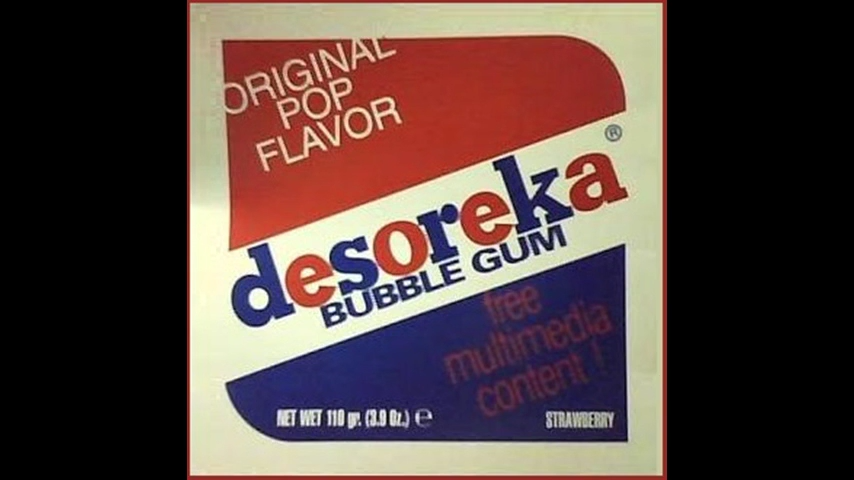 ORIGINAL
POP
FLAVOR
desoreka®
BUBBLE GUM
free
multimedia
content !
NET WET 110 gr. (3.9 Oz.) ℮
STRAWBERRY